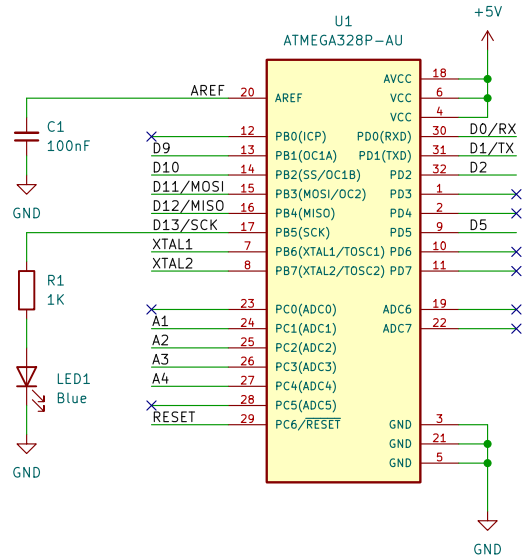 U1
ATMEGA328P-AU
+5V
AREF 20 AREF
AVCC 18
VCC 6
VCC 4
C1
100nF
GND
12 PB0(ICP)
D9 13 PB1(OC1A)
D10 14 PB2(SS/OC1B)
D11/MOSI 15 PB3(MOSI/OC2)
D12/MISO 16 PB4(MISO)
D13/SCK 17 PB5(SCK)
XTAL1 7 PB6(XTAL1/TOSC1)
XTAL2 8 PB7(XTAL2/TOSC2)
PD0(RXD) 30 D0/RX
PD1(TXD) 31 D1/TX
PD2 32 D2
PD3 1
PD4 2
PD5 9 D5
PD6 10
PD7 11
R1
1K
23 PC0(ADC0)
A1 24 PC1(ADC1)
A2 25 PC2(ADC2)
A3 26 PC3(ADC3)
A4 27 PC4(ADC4)
28 PC5(ADC5)
RESET 29 PC6/RESET
ADC6 19
ADC7 22
LED1
Blue
GND
GND 3
GND 21
GND 5
GND